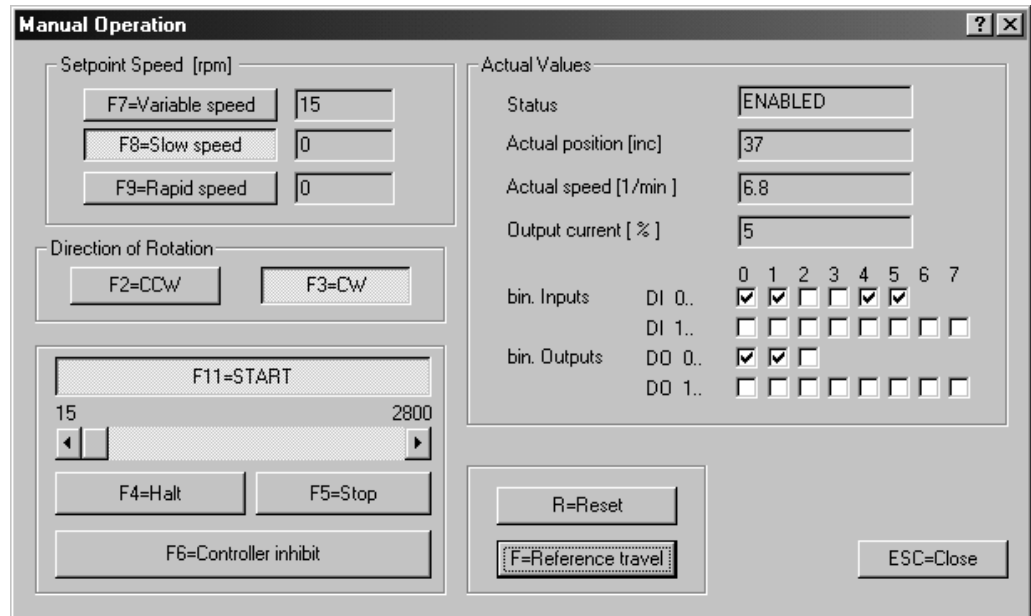 Manual Operation
Setpoint Speed [rpm]
F7=Variable speed 15
F8=Slow speed 0
F9=Rapid speed 0
Direction of Rotation
F2=CCW F3=CW
F11=START
15 2800
F4=Halt F5=Stop
F6=Controller inhibit
Actual Values
Status ENABLED
Actual position [inc] 37
Actual speed [1/min ] 6.8
Output current [ % ] 5
0 1 2 3 4 5 6 7
bin. Inputs DI 0..
DI 1..
bin. Outputs DO 0..
DO 1..
R=Reset
F=Reference travel
ESC=Close